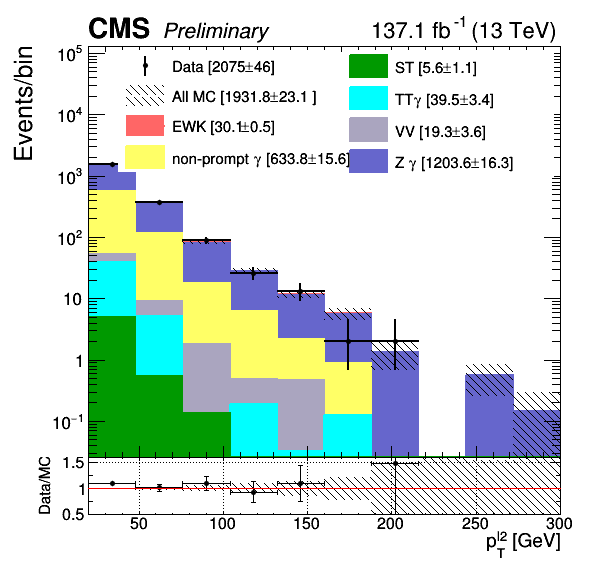 CMS Preliminary 137.1 fb⁻¹ (13 TeV)
Events/bin
10⁵
10⁴
10³
10²
10
1
10⁻¹
Data [2075±46]
All MC [1931.8±23.1 ]
EWK [30.1±0.5]
non-prompt γ [633.8±15.6]
ST [5.6±1.1]
TTγ [39.5±3.4]
VV [19.3±3.6]
Z γ [1203.6±16.3]
Data/MC
1.5
1
0.5
50 100 150 200 250 300
p_T^{l2} [GeV]